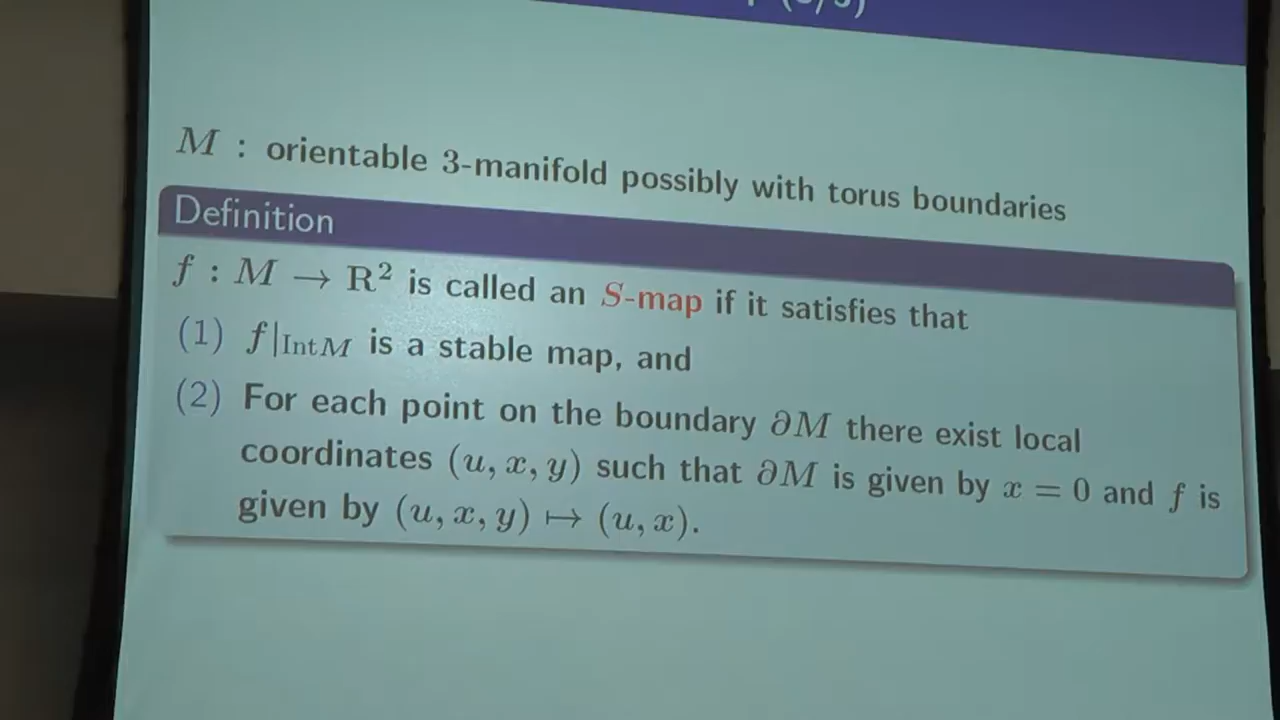 M : orientable 3-manifold possibly with torus boundaries
Definition
f : M → R² is called an S-map if it satisfies that
(1) f|IntM is a stable map, and
(2) For each point on the boundary ∂M there exist local
coordinates (u, x, y) such that ∂M is given by x = 0 and f is
given by (u, x, y) ↦ (u, x).